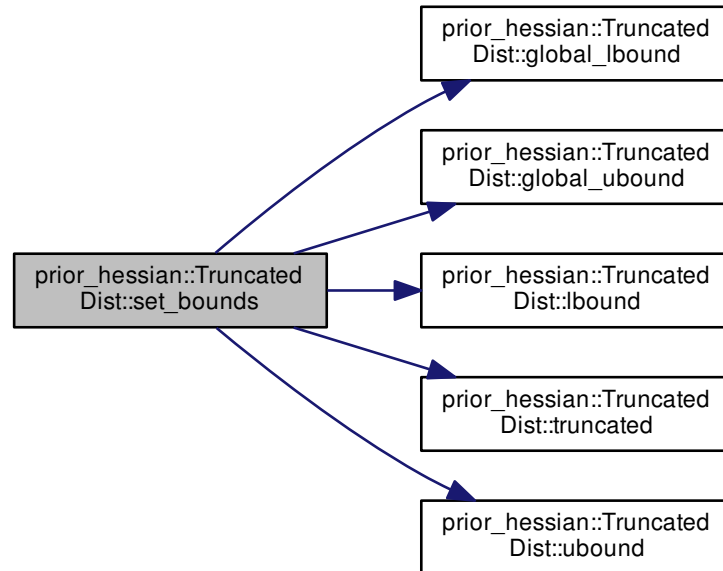 prior_hessian::Truncated
Dist::global_lbound
prior_hessian::Truncated
Dist::global_ubound
prior_hessian::Truncated
Dist::set_bounds
prior_hessian::Truncated
Dist::lbound
prior_hessian::Truncated
Dist::truncated
prior_hessian::Truncated
Dist::ubound